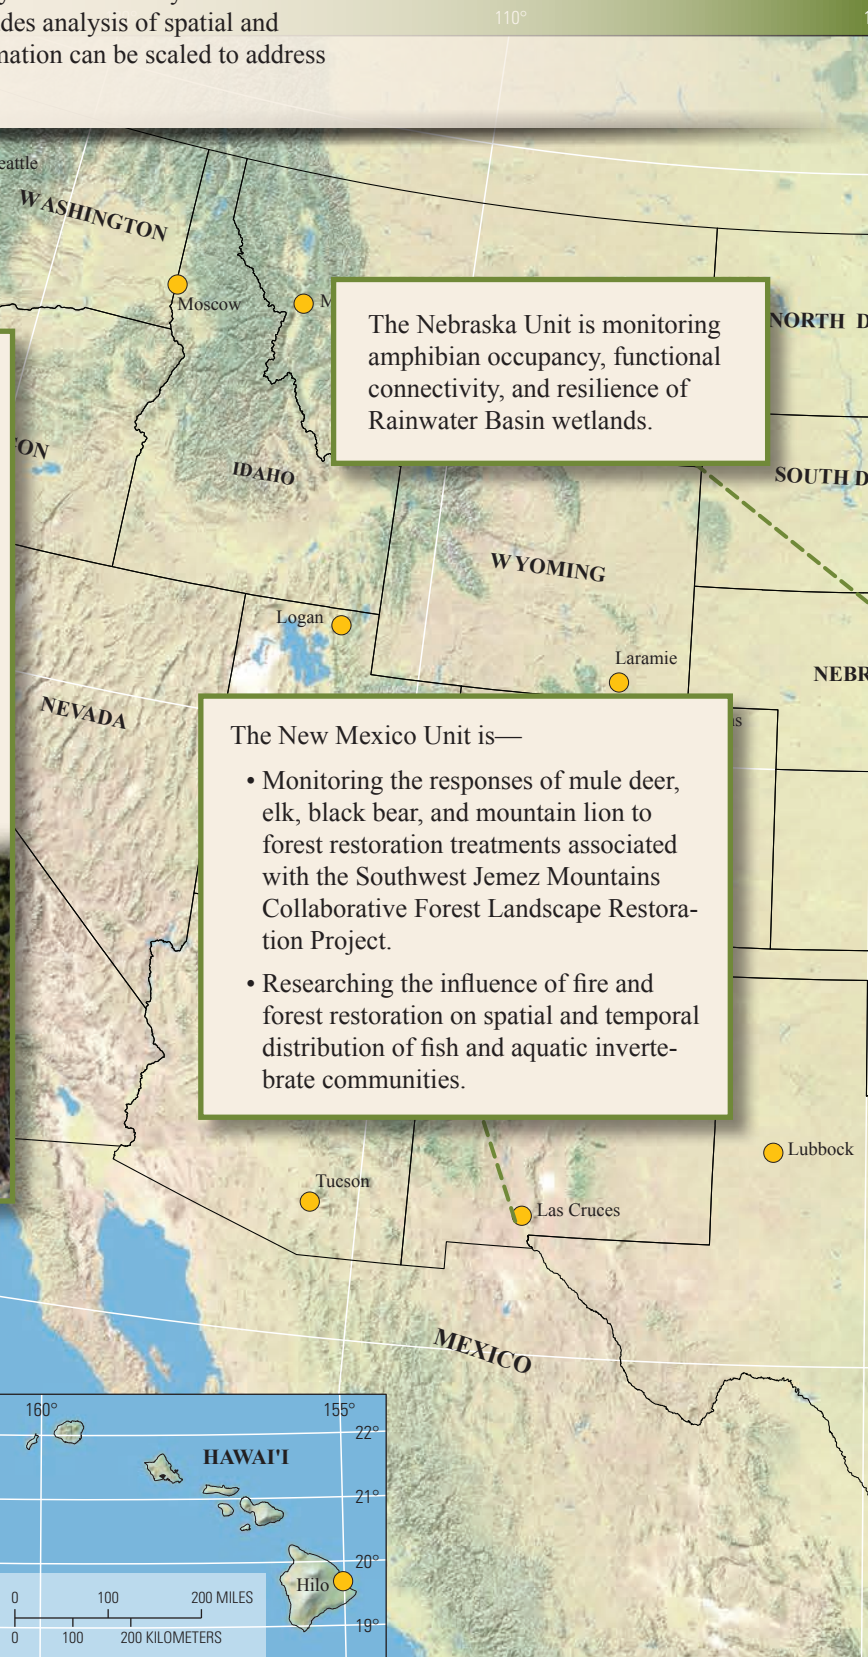 des analysis of spatial and
mation can be scaled to address
110°
eattle
WASHINGTON
Moscow
M
The Nebraska Unit is monitoring
amphibian occupancy, functional
connectivity, and resilience of
Rainwater Basin wetlands.
NORTH D
ON
IDAHO
SOUTH D
WYOMING
Logan
Laramie
NEBR
NEVADA
ns
The New Mexico Unit is—
• Monitoring the responses of mule deer,
elk, black bear, and mountain lion to
forest restoration treatments associated
with the Southwest Jemez Mountains
Collaborative Forest Landscape Restora-
tion Project.
• Researching the influence of fire and
forest restoration on spatial and temporal
distribution of fish and aquatic inverte-
brate communities.
Lubbock
Tucson
Las Cruces
MEXICO
160°
155°
22°
HAWAI'I
21°
20°
Hilo
19°
0 100 200 MILES
0 100 200 KILOMETERS